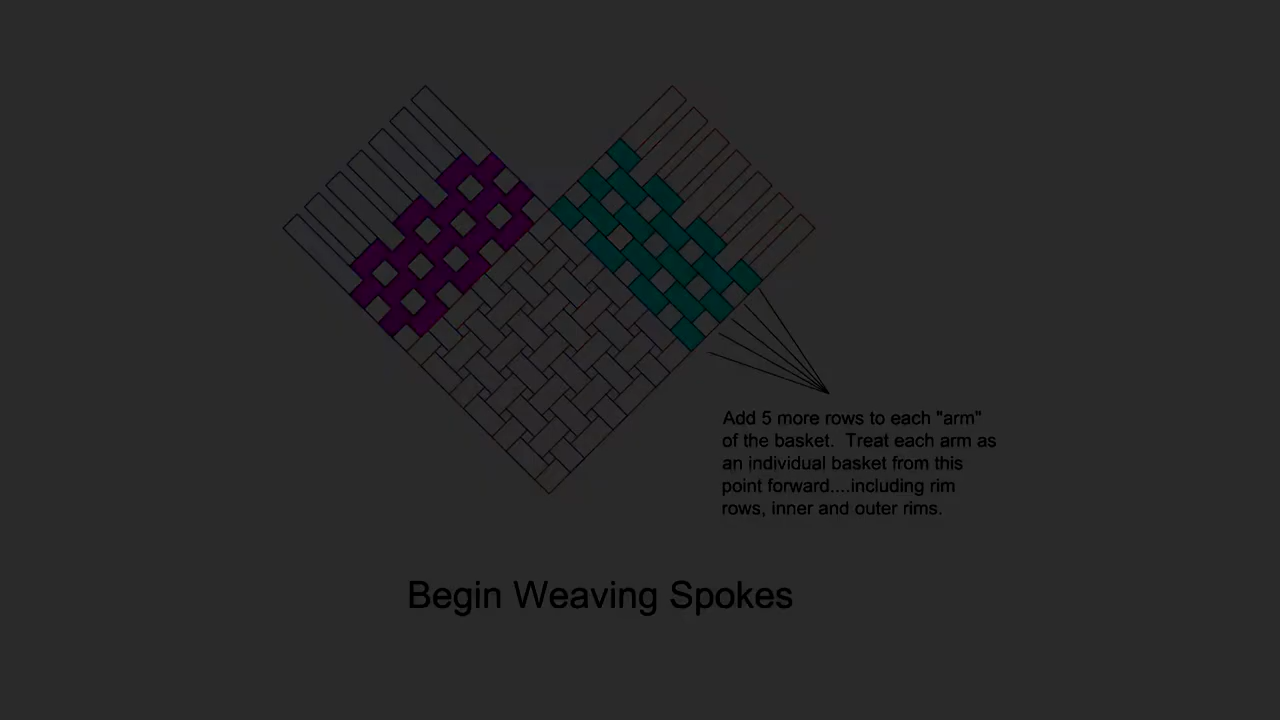 Add 5 more rows to each "arm"
of the basket.  Treat each arm as
an individual basket from this
point forward....including rim
rows, inner and outer rims.
Begin Weaving Spokes